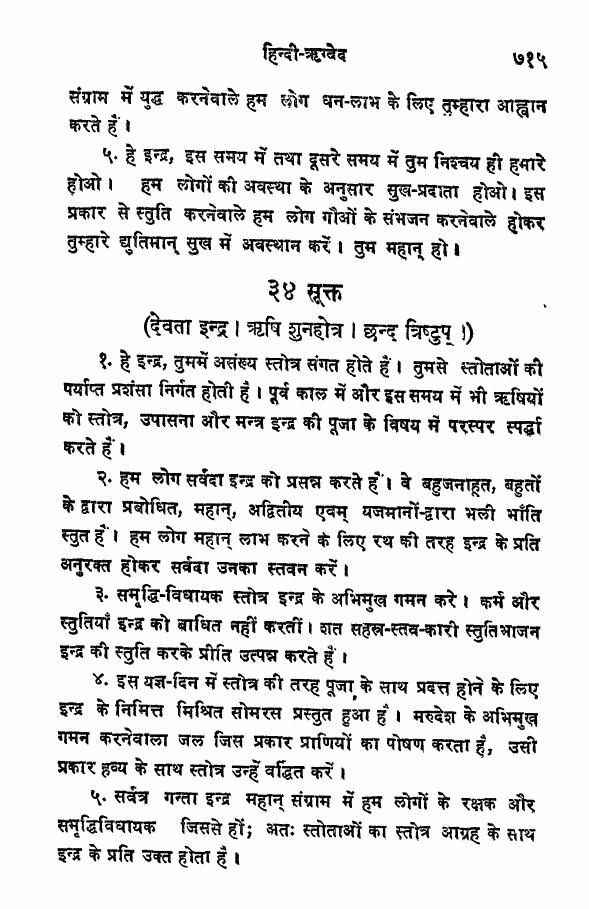 हिन्दी-ऋग्वेद
७१५
संग्राम में युद्ध करनेवाले हम लोग धन-लाभ के लिए तुम्हारा आह्वान
करते हैं।
५. हे इन्द्र, इस समय में तथा दूसरे समय में तुम निश्चय ही हमारे
होओ। हम लोगों की अवस्था के अनुसार सुख-प्रदाता होओ। इस
प्रकार से स्तुति करनेवाले हम लोग गौओं के संभजन करनेवाले होकर
तुम्हारे द्युतिमान् सुख में अवस्थान करें। तुम महान् हो।
३४ सूक्त
(देवता इन्द्र। ऋषि शुनहोत्र। छन्द त्रिष्टुप्।)
१. हे इन्द्र, तुममें असंख्य स्तोत्र संगत होते हैं। तुमसे स्तोताओं की
पर्याप्त प्रशंसा निर्गत होती है। पूर्व काल में और इस समय में भी ऋषियों
को स्तोत्र, उपासना और मन्त्र इन्द्र की पूजा के विषय में परस्पर स्पर्द्धा
करते हैं।
२. हम लोग सर्वदा इन्द्र को प्रसन्न करते हैं। वे बहुजनाहूत, बहुतों
के द्वारा प्रबोधित, महान्, अद्वितीय एवम् यजमानों-द्वारा भली भाँति
स्तुत हैं। हम लोग महान् लाभ करने के लिए रथ की तरह इन्द्र के प्रति
अनुरक्त होकर सर्वदा उनका स्तवन करें।
३. समृद्धि-विधायक स्तोत्र इन्द्र के अभिमुख गमन करे। कर्म और
स्तुतियाँ इन्द्र को बाधित नहीं करतीं। शत सहस्र-स्तव-कारी स्तुतिभाजन
इन्द्र की स्तुति करके प्रीति उत्पन्न करते हैं।
४. इस यज्ञ-दिन में स्तोत्र की तरह पूजा के साथ प्रदत्त होने के लिए
इन्द्र के निमित्त मिश्रित सोमरस प्रस्तुत हुआ है। मरुदेश के अभिमुख
गमन करनेवाला जल जिस प्रकार प्राणियों का पोषण करता है, उसी
प्रकार हव्य के साथ स्तोत्र उन्हें वर्द्धित करें।
५. सर्वत्र गन्ता इन्द्र महान् संग्राम में हम लोगों के रक्षक और
समृद्धिविधायक जिससे हों; अतः स्तोताओं का स्तोत्र आग्रह के साथ
इन्द्र के प्रति उक्त होता है।